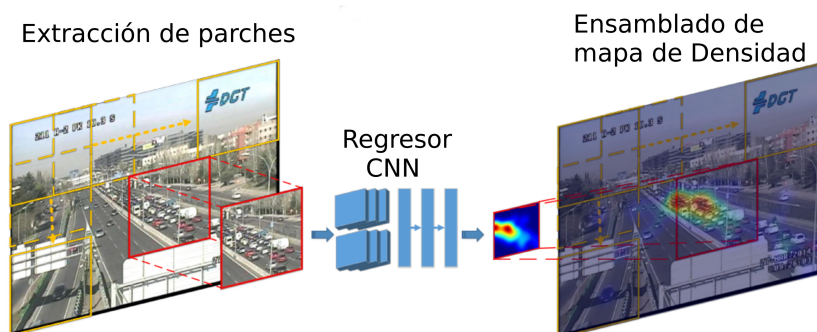 Extracción de parches
Ensamblado de
mapa de Densidad
DGT
DGT
Regresor
CNN